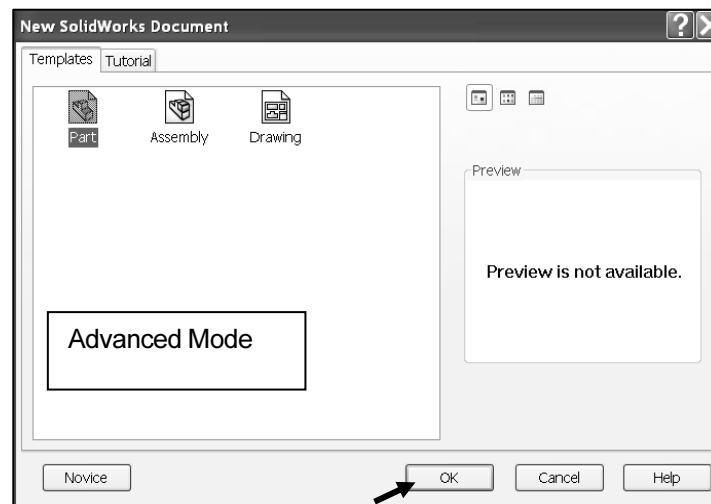 New SolidWorks Document
Templates Tutorial
Part Assembly Drawing
Preview
Preview is not available.
Advanced Mode
Novice OK Cancel Help